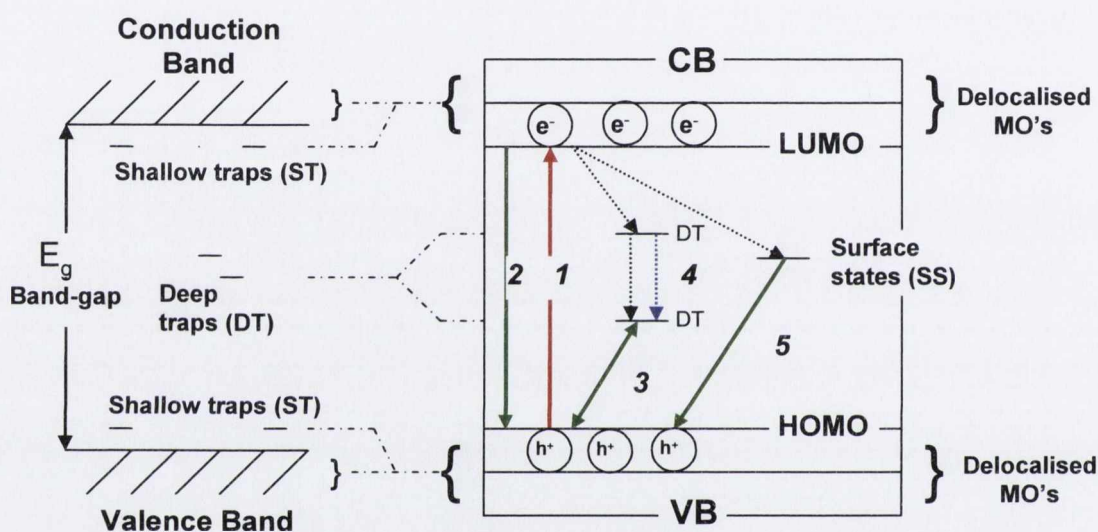 Conduction
Band
Shallow traps (ST)
E_g
Band-gap
Deep
traps (DT)
Shallow traps (ST)
Valence Band
CB
e⁻ e⁻ e⁻
LUMO
Delocalised
MO's
DT
2 1 4
Surface
states (SS)
DT
3
5
HOMO
h⁺ h⁺ h⁺
VB
Delocalised
MO's